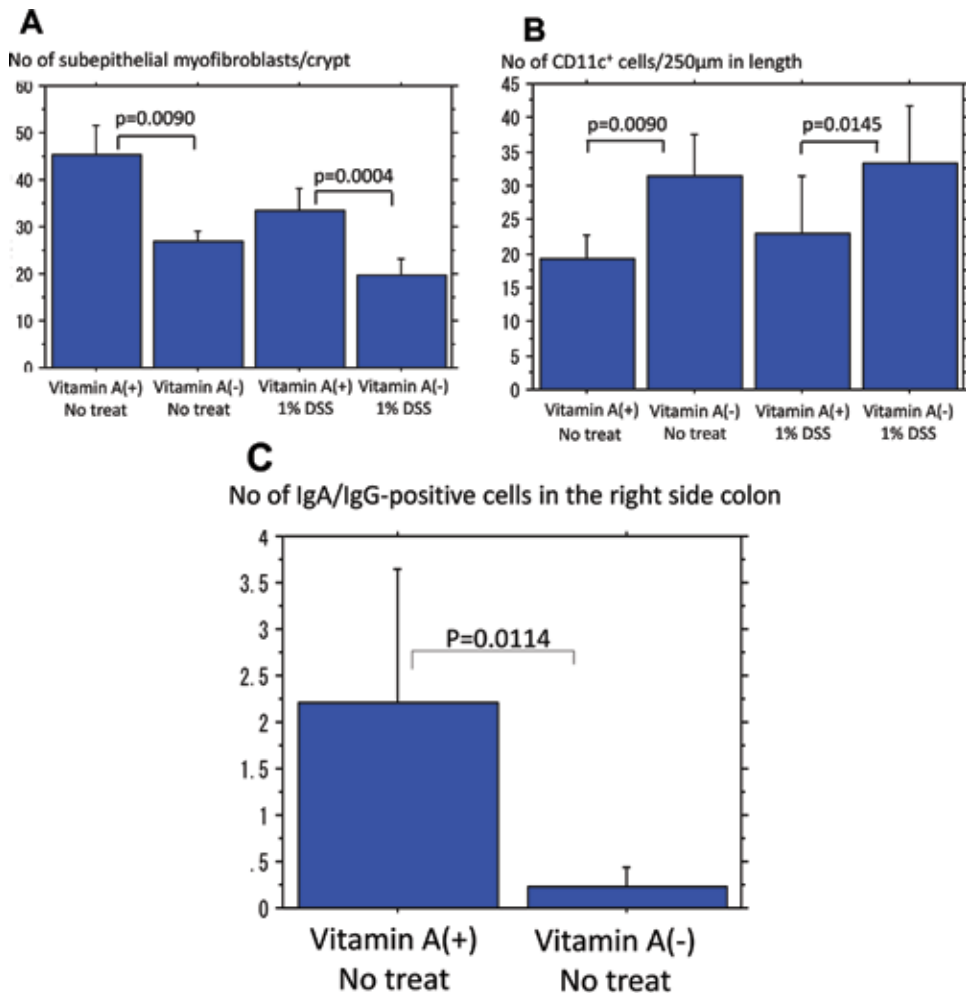 A
No of subepithelial myofibroblasts/crypt
60
50
40
30
20
10
0
p=0.0090
p=0.0004
Vitamin A(+) Vitamin A(-) Vitamin A(+) Vitamin A(-)
No treat No treat 1% DSS 1% DSS
B
No of CD11c⁺ cells/250μm in length
45
40
35
30
25
20
15
10
5
0
p=0.0090
p=0.0145
Vitamin A(+) Vitamin A(-) Vitamin A(+) Vitamin A(-)
No treat No treat 1% DSS 1% DSS
C
No of IgA/IgG-positive cells in the right side colon
4
3.5
3
2.5
2
1.5
1
.5
0
P=0.0114
Vitamin A(+) Vitamin A(-)
No treat No treat